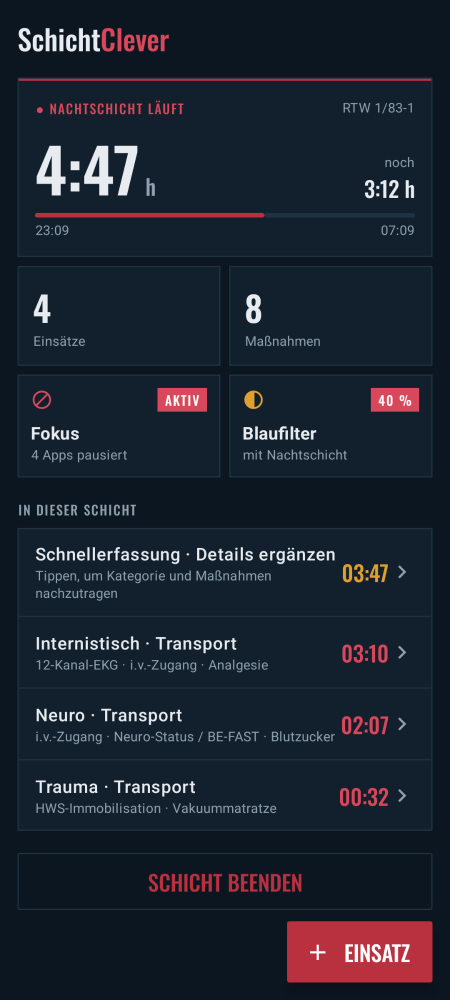 SchichtClever
NACHTSCHICHT LÄUFT
RTW 1/83-1
4:47 h
noch
3:12 h
23:09
07:09
4
Einsätze
8
Maßnahmen
AKTIV
Fokus
4 Apps pausiert
40 %
Blaufilter
mit Nachtschicht
IN DIESER SCHICHT
Schnellerfassung · Details ergänzen
Tippen, um Kategorie und Maßnahmen
nachzutragen
03:47
Internistisch · Transport
12-Kanal-EKG · i.v.-Zugang · Analgesie
03:10
Neuro · Transport
i.v.-Zugang · Neuro-Status / BE-FAST · Blutzucker
02:07
Trauma · Transport
HWS-Immobilisation · Vakuummatratze
00:32
SCHICHT BEENDEN
+ EINSATZ